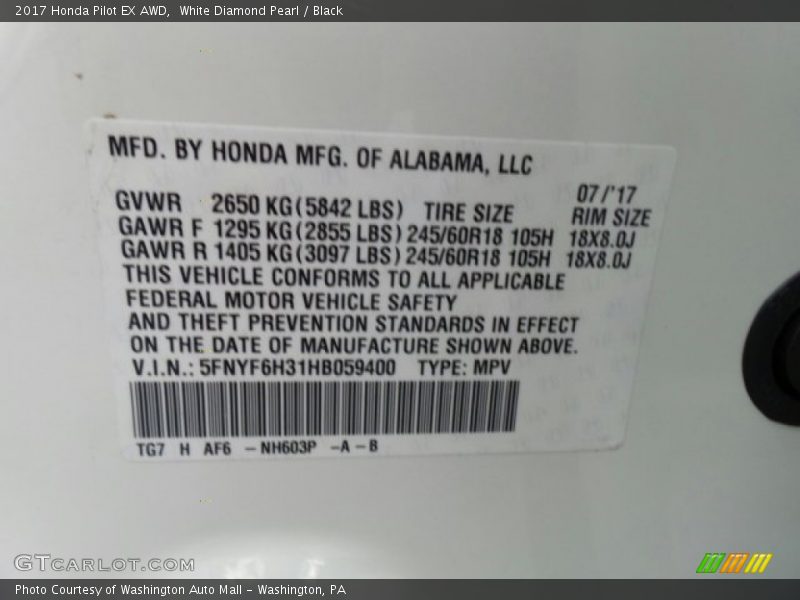 2017 Honda Pilot EX AWD,  White Diamond Pearl / Black
MFD. BY HONDA MFG. OF ALABAMA, LLC
07/'17
GVWR 2650 KG(5842 LBS) TIRE SIZE RIM SIZE
GAWR F 1295 KG(2855 LBS) 245/60R18 105H 18X8.0J
GAWR R 1405 KG(3097 LBS) 245/60R18 105H 18X8.0J
THIS VEHICLE CONFORMS TO ALL APPLICABLE
FEDERAL MOTOR VEHICLE SAFETY
AND THEFT PREVENTION STANDARDS IN EFFECT
ON THE DATE OF MANUFACTURE SHOWN ABOVE.
V.I.N.: 5FNYF6H31HB059400 TYPE: MPV
TG7 H AF6 -NH603P -A-B
GTCARLOT.COM
Photo Courtesy of Washington Auto Mall - Washington, PA